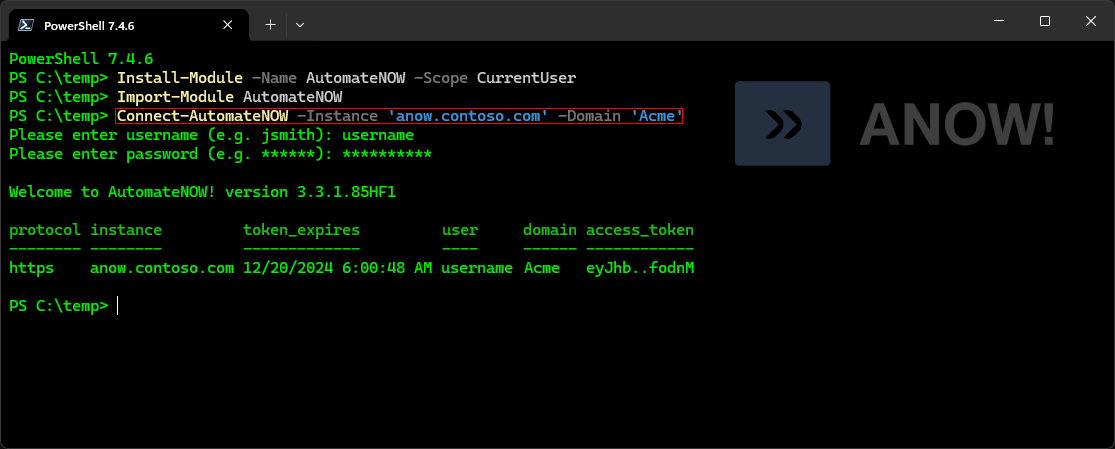 PowerShell 7.4.6
PowerShell 7.4.6
PS C:\temp> Install-Module -Name AutomateNOW -Scope CurrentUser
PS C:\temp> Import-Module AutomateNOW
PS C:\temp> Connect-AutomateNOW -Instance 'anow.contoso.com' -Domain 'Acme'
Please enter username (e.g. jsmith): username
Please enter password (e.g. ******): **********
Welcome to AutomateNOW! version 3.3.1.85HF1
protocol instance         token_expires         user     domain access_token
-------- --------         -------------         ----     ------ ------------
https    anow.contoso.com 12/20/2024 6:00:48 AM username Acme   eyJhb..fodnM
PS C:\temp>
ANOW!